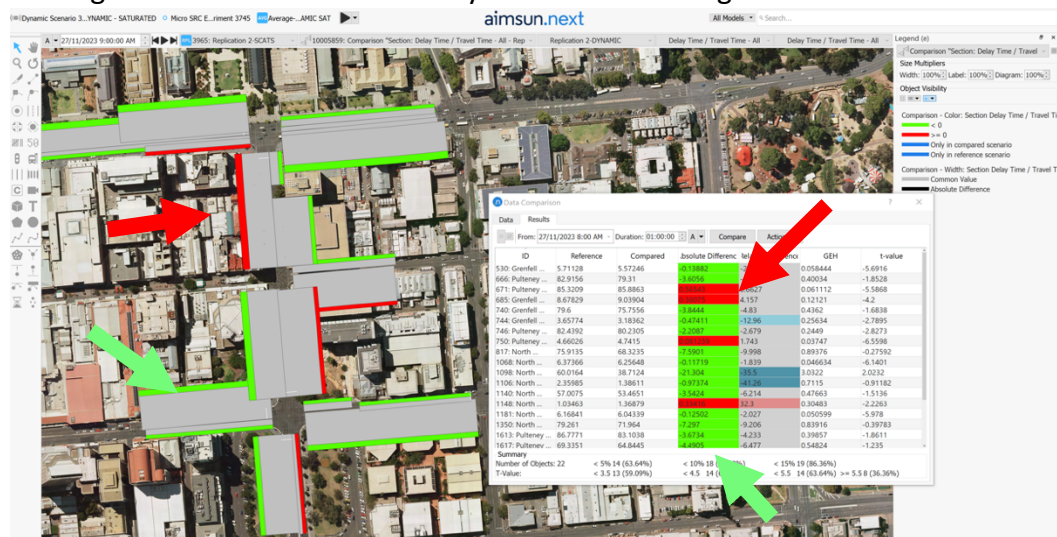 Dynamic Scenario 3...YNAMIC - SATURATED Micro SRC E...riment 3745 Average-...AMIC SAT
aimsun.next
All Models
Search...
A 27/11/2023 9:00:00 AM 3965: Replication 2-SCATS 10005859: Comparison "Section: Delay Time / Travel Time - All - Rep Replication 2-DYNAMIC Delay Time / Travel Time - All Delay Time / Travel Time - All
Legend (e)
Comparison "Section: Delay Time / Travel
Size Multipliers
Width: 100% Label: 100% Diagram: 100%
Object Visibility
Comparison - Color: Section Delay Time / Travel Ti
< 0
>= 0
Only in compared scenario
Only in reference scenario
Comparison - Width: Section Delay Time / Travel T
Common Value
Absolute Difference
Data Comparison
? ×
Data Results
From: 27/11/2023 8:00 AM Duration: 01:00:00 A Compare
ID Reference Compared GEH t-value
530: Grenfell ... 5.71128 5.57246 -0.13882 0.058444 -5.6916
666: Pulteney ... 82.9156 79.31 -3.6056 0.40034 -1.8528
671: Pulteney ... 85.3209 85.8863 0.061112 -5.5868
685: Grenfell ... 8.67829 9.03904 4.157 0.12121 -4.2
740: Grenfell ... 79.6 75.7556 -3.8444 -4.83 0.4362 -1.6838
744: Grenfell ... 3.65774 3.18362 -0.47411 -12.96 0.25634 -2.7895
746: Pulteney ... 82.4392 80.2305 -2.2087 -2.679 0.2449 -2.8273
750: Pulteney ... 4.66026 4.7415 1.743 0.03747 -6.5598
817: North ... 75.9135 68.3235 -7.5901 -9.998 0.89376 -0.27592
1068: North ... 6.37366 6.25648 -0.11719 -1.839 0.046634 -6.1401
1098: North ... 60.0164 38.7124 -21.304 -35.5 3.0322 2.0232
1106: North ... 2.35985 1.38611 -0.97374 -41.26 0.7115 -0.91182
1140: North ... 57.0075 53.4651 -3.5424 -6.214 0.47663 -1.5136
1148: North ... 1.03463 1.36879 32.3 0.30483 -2.2263
1181: North ... 6.16841 6.04339 -0.12502 -2.027 0.050599 -5.978
1350: North ... 79.261 71.964 -7.297 -9.206 0.83916 -0.39783
1613: Pulteney ... 86.7771 83.1038 -3.6734 -4.233 0.39857 -1.8611
1617: Pulteney ... 69.3351 64.8445 -4.4905 -6.477 0.54824 -1.235
Summary
Number of Objects: 22 < 5% 14 (63.64%) < 10% 18 < 15% 19 (86.36%)
T-Value: < 3.5 13 (59.09%) < 4.5 14 < 5.5 14 (63.64%) >= 5.5 8 (36.36%)